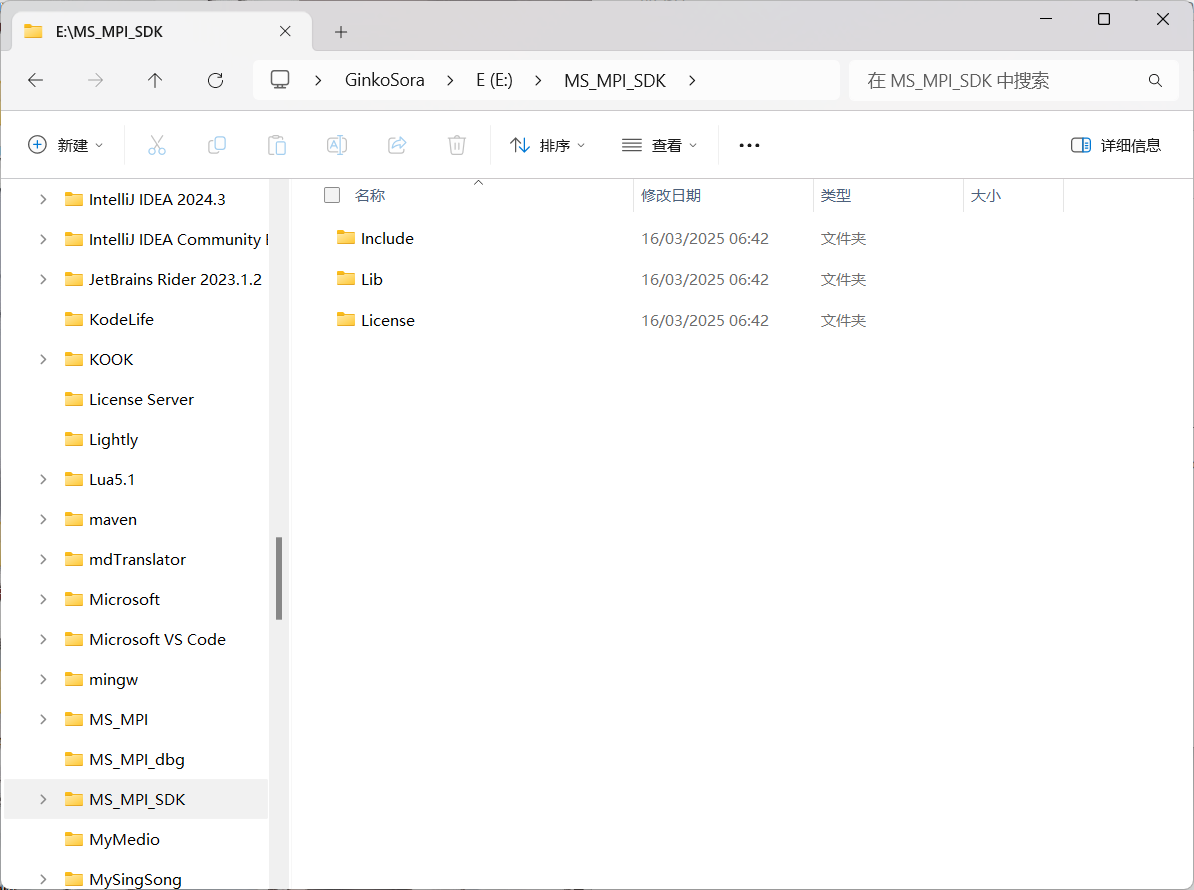 E:\MS_MPI_SDK
GinkoSora E (E:) MS_MPI_SDK
在 MS_MPI_SDK 中搜索
新建 排序 查看 详细信息
IntelliJ IDEA 2024.3
IntelliJ IDEA Community
JetBrains Rider 2023.1.2
KodeLife
KOOK
License Server
Lightly
Lua5.1
maven
mdTranslator
Microsoft
Microsoft VS Code
mingw
MS_MPI
MS_MPI_dbg
MS_MPI_SDK
MyMedio
MySingSong
名称 修改日期 类型 大小
Include 16/03/2025 06:42 文件夹
Lib 16/03/2025 06:42 文件夹
License 16/03/2025 06:42 文件夹